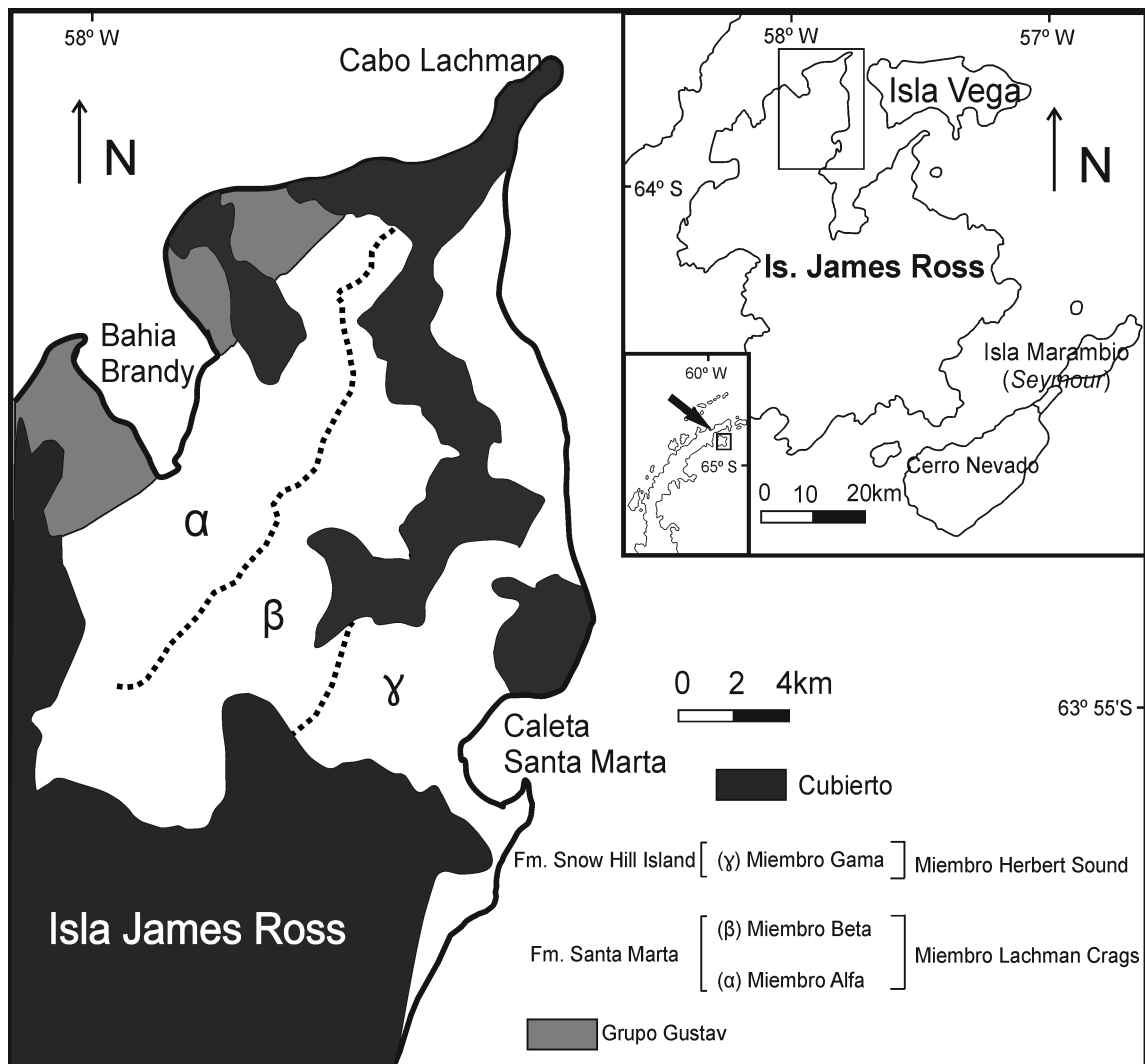 58º W
Cabo Lachman
N
Bahia
Brandy
α
β
γ
Caleta
Santa Marta
Isla James Ross
58º W
57º W
Isla Vega
N
64º S
Is. James Ross
Isla Marambio
(Seymour)
Cerro Nevado
0 10 20km
60º W
65º S
0 2 4km
63º 55'S
Cubierto
Fm. Snow Hill Island [ (γ) Miembro Gama ] Miembro Herbert Sound
(β) Miembro Beta
Fm. Santa Marta [ ] Miembro Lachman Crags
(α) Miembro Alfa
Grupo Gustav